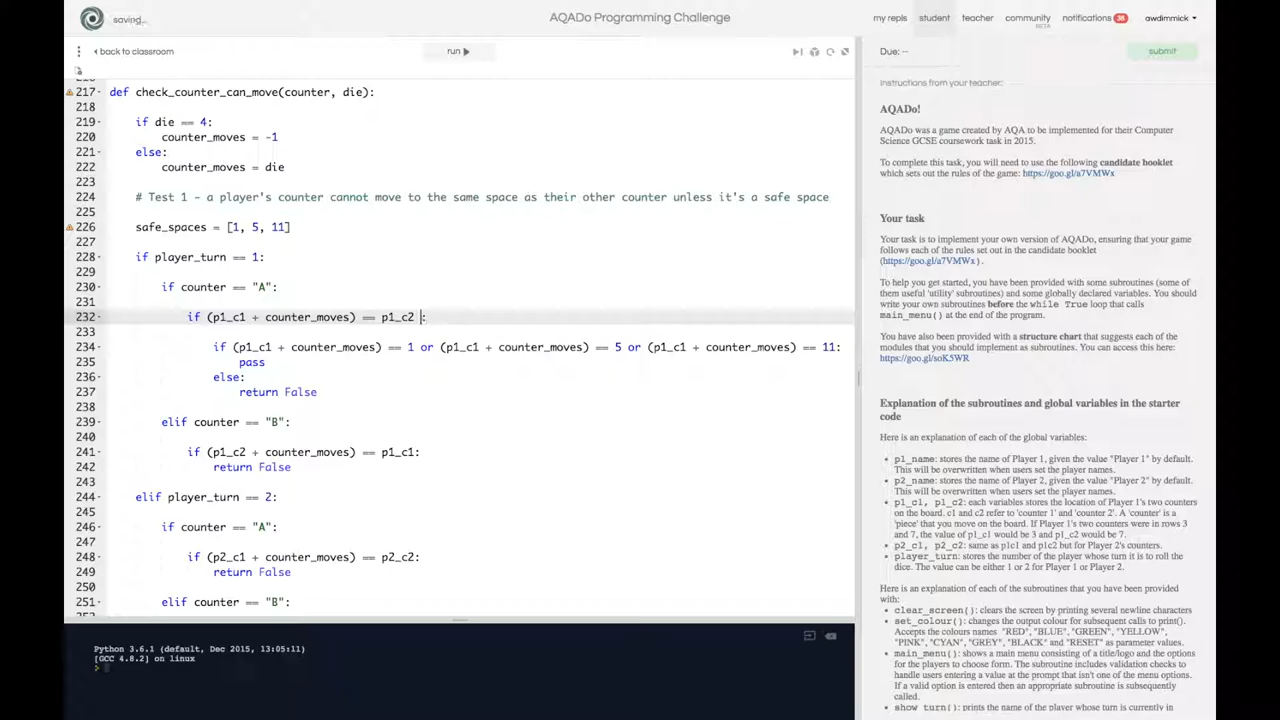 saving...
AQADo Programming Challenge
my repls student teacher community BETA notifications 36 awdimmick
back to classroom
run
Due: --
submit
217 def check_counter_can_move(counter, die):
218
219 if die == 4:
220 counter_moves = -1
221 else:
222 counter_moves = die
223
224 # Test 1 - a player's counter cannot move to the same space as their other counter unless it's a safe space
225
226 safe_spaces = [1, 5, 11]
227
228 if player_turn == 1:
229
230 if counter == "A":
231
232 if (p1_c1 + counter_moves) == p1_c2 :
233
234 if (p1_c1 + counter_moves) == 1 or (p1_c1 + counter_moves) == 5 or (p1_c1 + counter_moves) == 11:
235 pass
236 else:
237 return False
238
239 elif counter == "B":
240
241 if (p1_c2 + counter_moves) == p1_c1:
242 return False
243
244 elif player_turn == 2:
245
246 if counter == "A":
247
248 if (p2_c1 + counter_moves) == p2_c2:
249 return False
250
251 elif counter == "B":
Python 3.6.1 (default, Dec 2015, 13:05:11)
[GCC 4.8.2] on linux
>
Instructions from your teacher:
AQADo!
AQADo was a game created by AQA to be implemented for their Computer
Science GCSE coursework task in 2015.
To complete this task, you will need to use the following candidate booklet
which sets out the rules of the game: https://goo.gl/a7VMWx
Your task
Your task is to implement your own version of AQADo, ensuring that your game
follows each of the rules set out in the candidate booklet
(https://goo.gl/a7VMWx).
To help you get started, you have been provided with some subroutines (some of
them useful 'utility' subroutines) and some globally declared variables. You should
write your own subroutines before the while True loop that calls
main_menu() at the end of the program.
You have also been provided with a structure chart that suggests each of the
modules that you should implement as subroutines. You can access this here:
https://goo.gl/soK5WR
Explanation of the subroutines and global variables in the starter
code
Here is an explanation of each of the global variables:
p1_name: stores the name of Player 1, given the value "Player 1" by default.
This will be overwritten when users set the player names.
p2_name: stores the name of Player 2, given the value "Player 2" by default.
This will be overwritten when users set the player names.
p1_c1, p1_c2: each variables stores the location of Player 1's two counters
on the board. c1 and c2 refer to 'counter 1' and 'counter 2'. A 'counter' is a
'piece' that you move on the board. If Player 1's two counters were in rows 3
and 7, the value of p1_c1 would be 3 and p1_c2 would be 7.
p2_c1, p2_c2: same as p1c1 and p1c2 but for Player 2's counters.
player_turn: stores the number of the player whose turn it is to roll the
dice. The value can be either 1 or 2 for Player 1 or Player 2.
Here is an explanation of each of the subroutines that you have been provided
with:
clear_screen(): clears the screen by printing several newline characters
set_colour(): changes the output colour for subsequent calls to print().
Accepts the colours names "RED", "BLUE", "GREEN", "YELLOW",
"PINK", "CYAN", "GREY", "BLACK" and "RESET" as parameter values.
main_menu(): shows a main menu consisting of a title/logo and the options
for the players to choose form. The subroutine includes validation checks to
handle users entering a value at the prompt that isn't one of the menu options.
If a valid option is entered then an appropriate subroutine is subsequently
called.
show_turn(): prints the name of the player whose turn is currently in